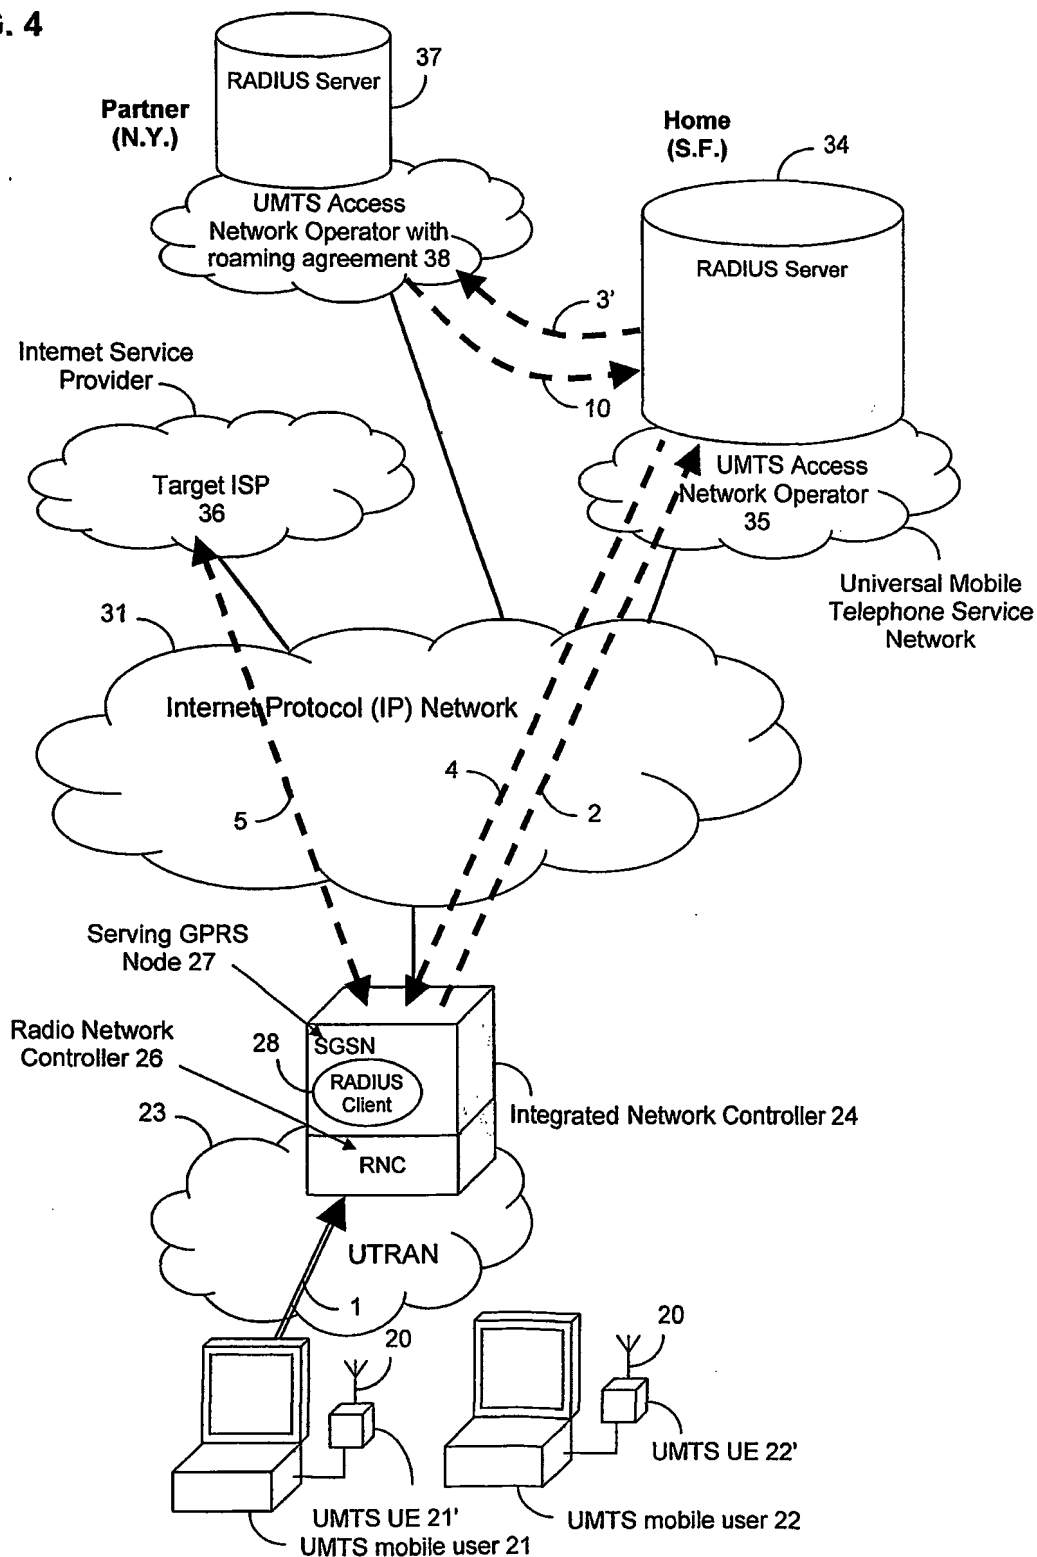 G. 4
RADIUS Server
37
Partner
(N.Y.)
Home
(S.F.)
34
UMTS Access
Network Operator with
roaming agreement 38
RADIUS Server
3'
10
Internet Service
Provider
Target ISP
36
UMTS Access
Network Operator
35
Universal Mobile
Telephone Service
Network
31
Internet Protocol (IP) Network
4
2
5
Serving GPRS
Node 27
Radio Network
Controller 26
28
SGSN
RADIUS
Client
Integrated Network Controller 24
23
RNC
UTRAN
1
20
20
UMTS UE 22'
UMTS UE 21'
UMTS mobile user 21
UMTS mobile user 22